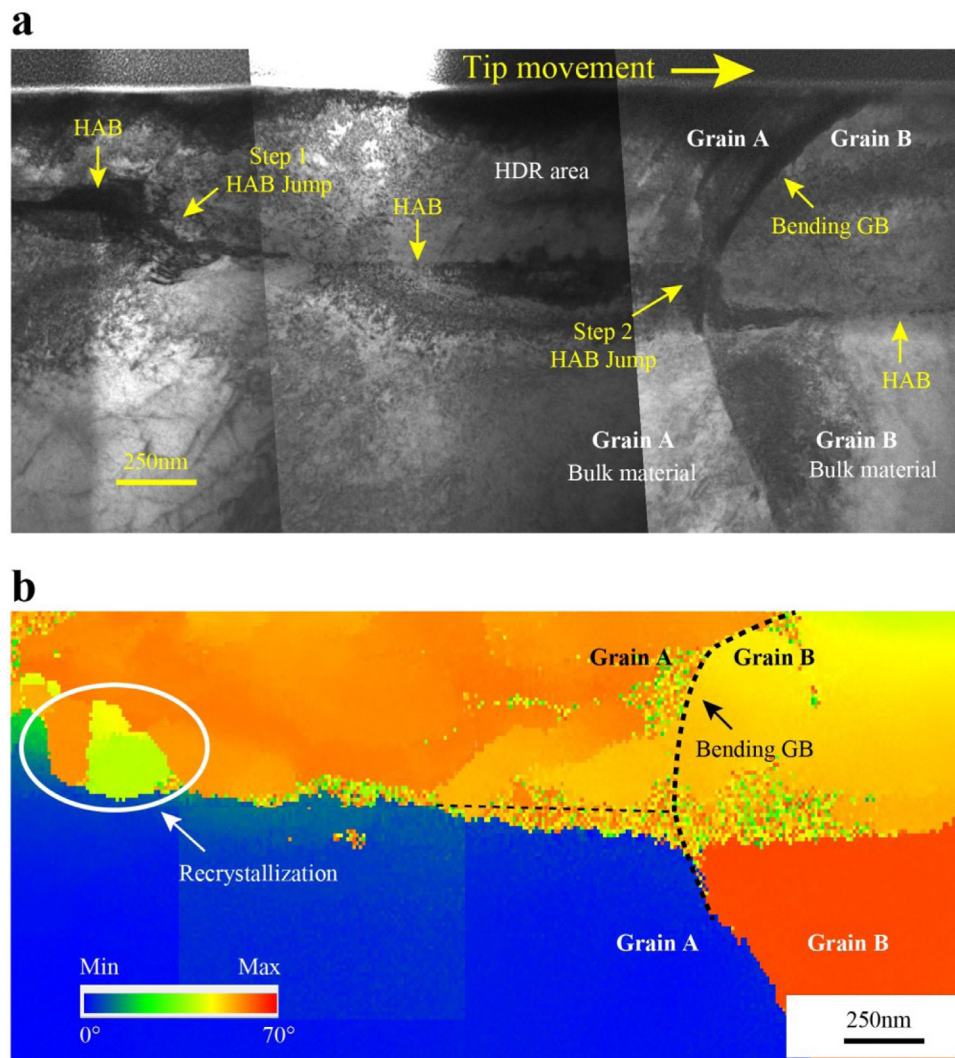 a
Tip movement
HAB
Step 1
HAB Jump
HDR area
HAB
Grain A
Grain B
Bending GB
Step 2
HAB Jump
HAB
Grain A
Bulk material
Grain B
Bulk material
250nm
b
Grain A
Grain B
Bending GB
Recrystallization
Grain A
Grain B
Min
Max
0°
70°
250nm